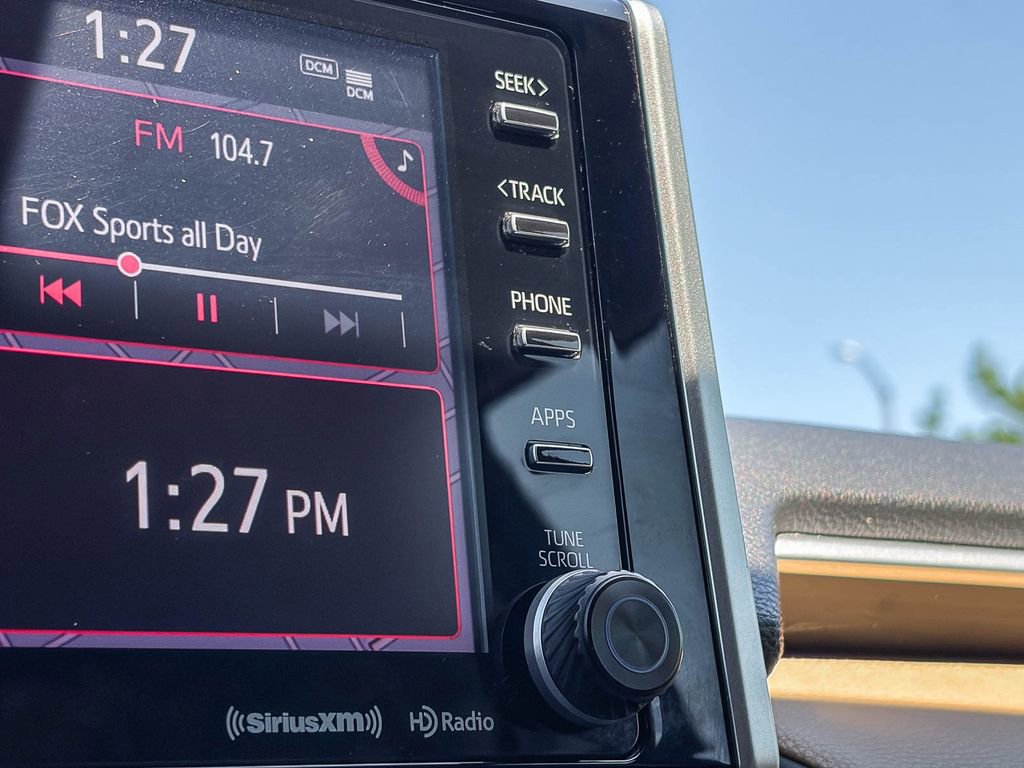 1:27
DCM
DCM
SEEK>
FM 104.7
<TRACK
FOX Sports all Day
PHONE
APPS
1:27 PM
TUNE
SCROLL
((SiriusXM))
HD Radio